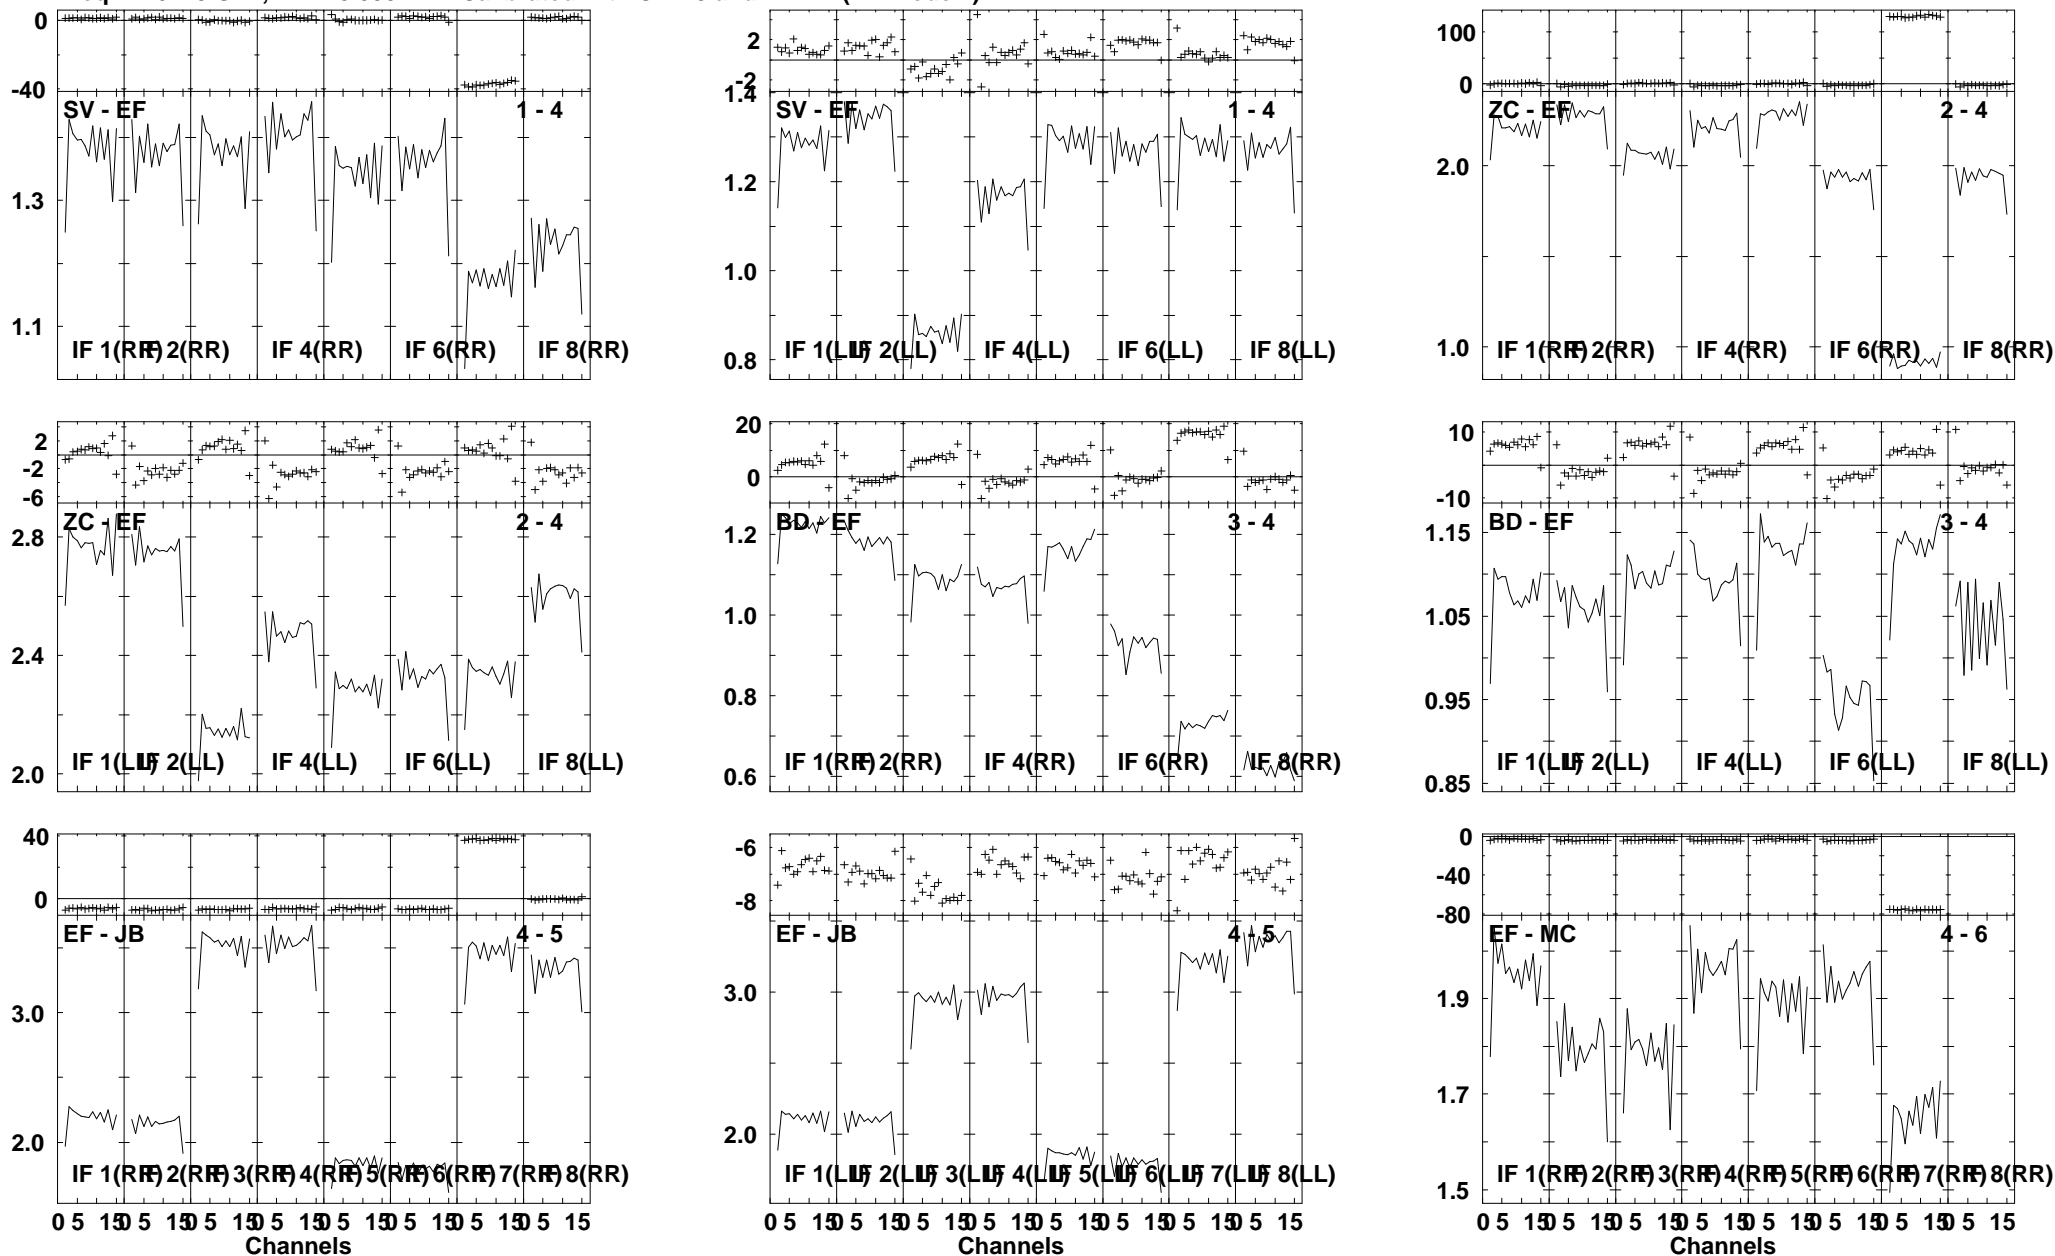 0
-40
SV - EF 1 - 4
1.3
1.1
IF 1(RR) IF 2(RR) IF 4(RR) IF 6(RR) IF 8(RR)
2
-2
1.4
SV - EF 1 - 4
1.2
1.0
0.8
IF 1(LL) IF 2(LL) IF 4(LL) IF 6(LL) IF 8(LL)
100
0
ZC - EF 2 - 4
2.0
1.0
IF 1(RR) IF 2(RR) IF 4(RR) IF 6(RR) IF 8(RR)
2
-2
-6
ZC - EF 2 - 4
2.8
2.4
2.0
IF 1(LL) IF 2(LL) IF 4(LL) IF 6(LL) IF 8(LL)
20
0
BD - EF 3 - 4
1.2
1.0
0.8
0.6
IF 1(RR) IF 2(RR) IF 4(RR) IF 6(RR) IF 8(RR)
10
-10
BD - EF 3 - 4
1.15
1.05
0.95
0.85
IF 1(LL) IF 2(LL) IF 4(LL) IF 6(LL) IF 8(LL)
40
0
EF - JB 4 - 5
3.0
2.0
IF 1(RR) IF 2(RR) IF 3(RR) IF 4(RR) IF 5(RR) IF 6(RR) IF 7(RR) IF 8(RR)
0 5 15 0 5 15 0 5 15 0 5 15 0 5 15 0 5 15 0 5 15 0 5 15
Channels
-6
-8
EF - JB 4 - 5
3.0
2.0
IF 1(LL) IF 2(LL) IF 3(LL) IF 4(LL) IF 5(LL) IF 6(LL) IF 7(LL) IF 8(LL)
0 5 15 0 5 15 0 5 15 0 5 15 0 5 15 0 5 15 0 5 15 0 5 15
Channels
0
-40
-80
EF - MC 4 - 6
1.9
1.7
1.5
IF 1(RR) IF 2(RR) IF 3(RR) IF 4(RR) IF 5(RR) IF 6(RR) IF 7(RR) IF 8(RR)
0 5 15 0 5 15 0 5 15 0 5 15 0 5 15 0 5 15 0 5 15 0 5 15
Channels